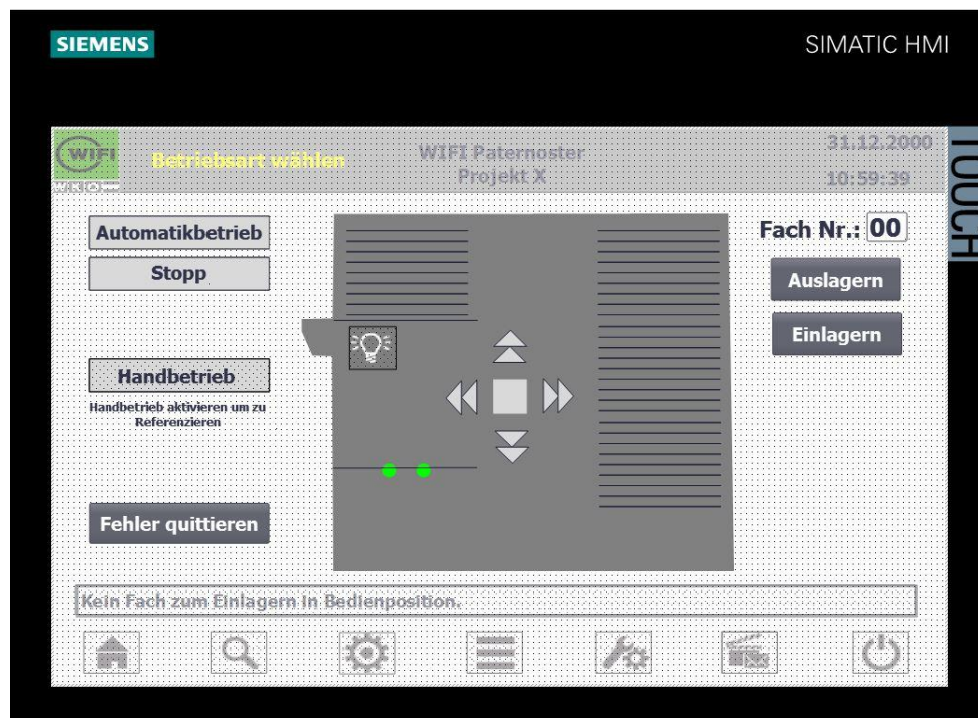 SIEMENS
SIMATIC HMI
TOUCH
WIFI
WKO
Betriebsart wählen
WIFI Paternoster
Projekt X
31.12.2000
10:59:39
Automatikbetrieb
Stopp
Handbetrieb
Handbetrieb aktivieren um zu
Referenzieren
Fehler quittieren
Fach Nr.: 00
Auslagern
Einlagern
Kein Fach zum Einlagern in Bedienposition.